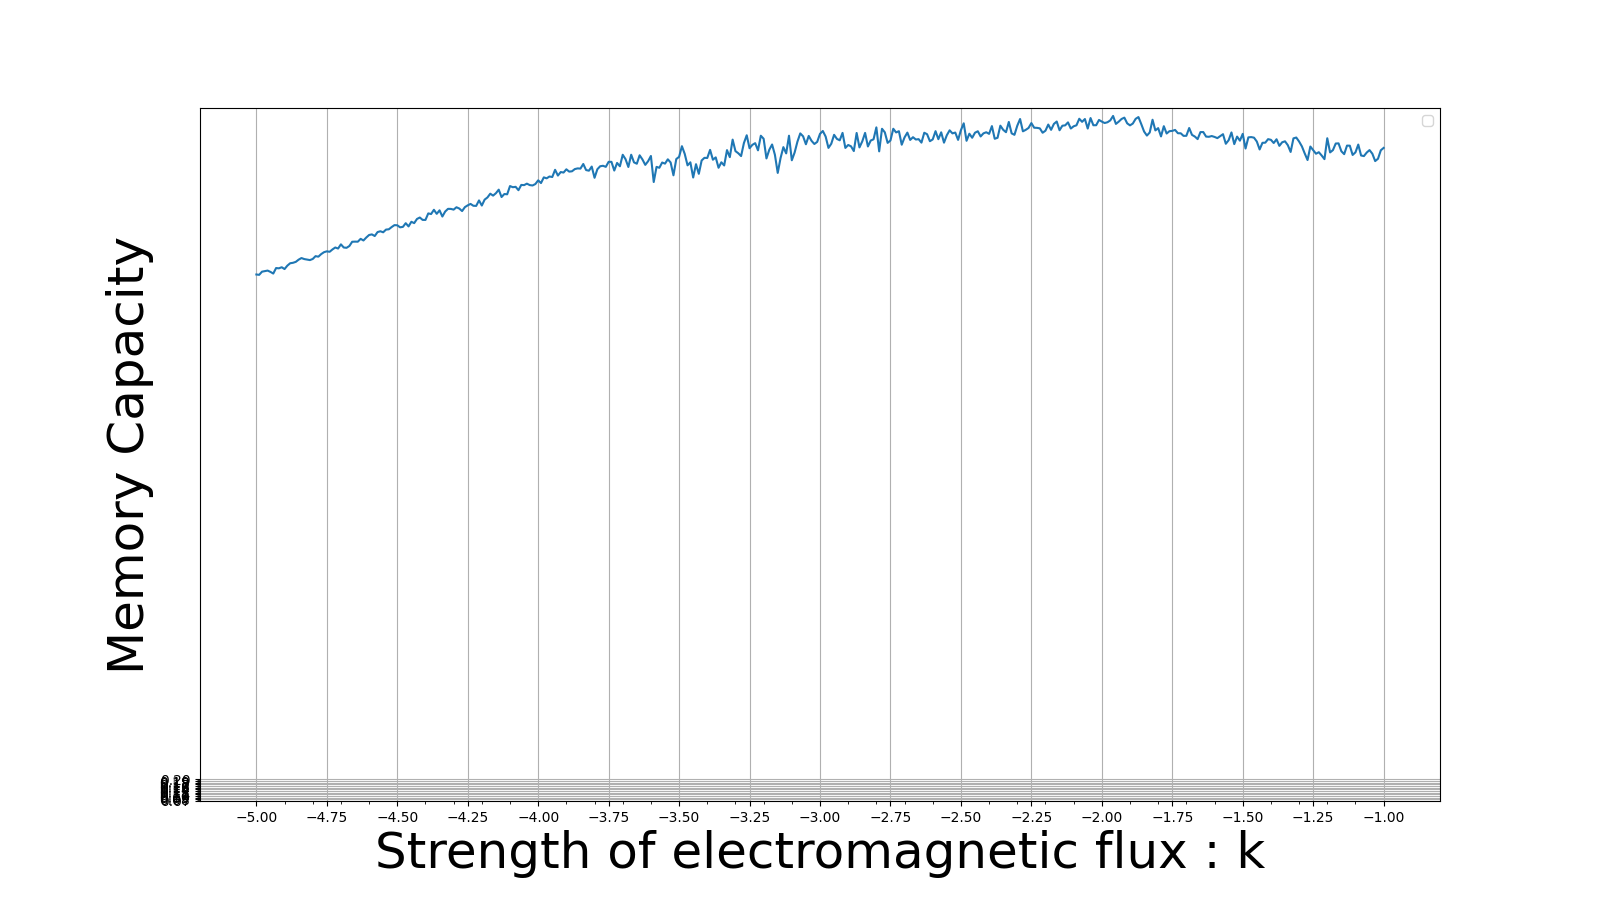 Memory Capacity
0.20
−5.00 −4.75 −4.50 −4.25 −4.00 −3.75 −3.50 −3.25 −3.00 −2.75 −2.50 −2.25 −2.00 −1.75 −1.50 −1.25 −1.00
Strength of electromagnetic flux : k